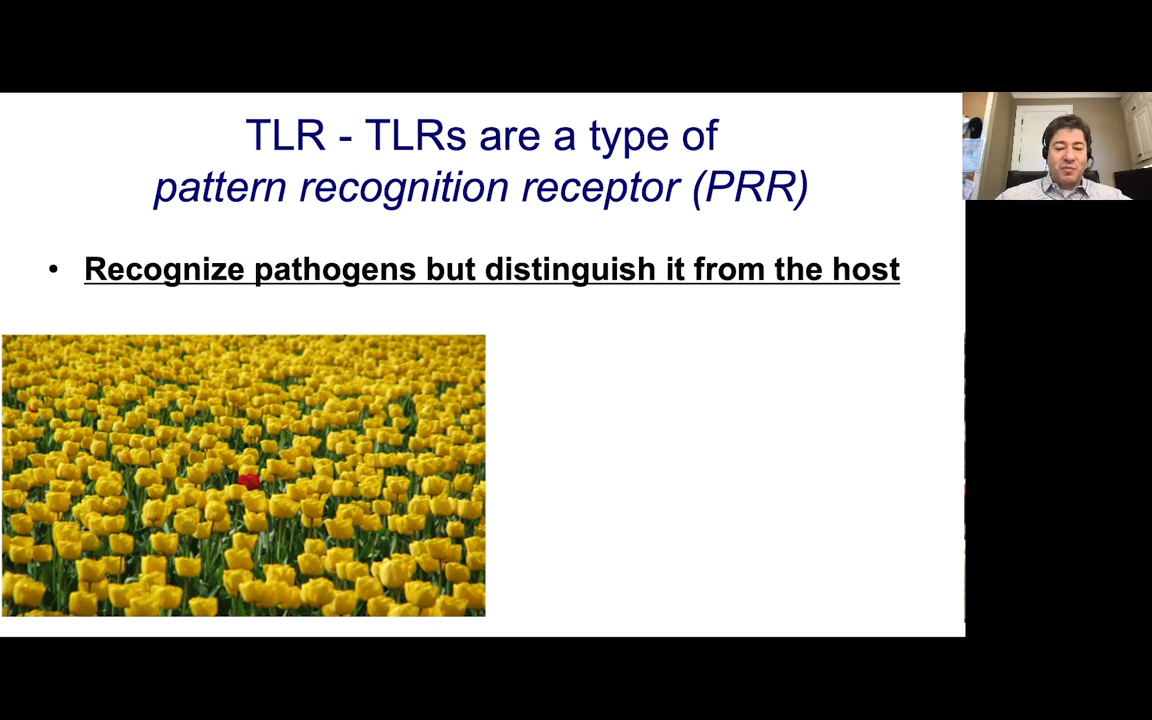 TLR - TLRs are a type of
pattern recognition receptor (PRR)
• Recognize pathogens but distinguish it from the host